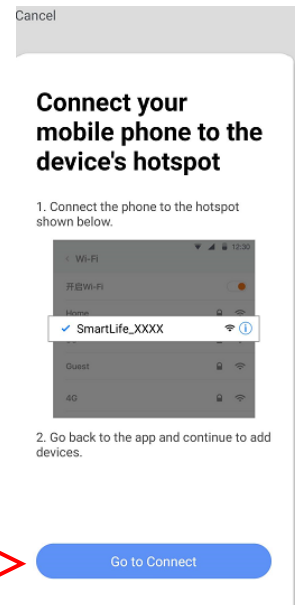 Cancel
Connect your
mobile phone to the
device's hotspot
1. Connect the phone to the hotspot
shown below.
12:30
< Wi-Fi
开启Wi-Fi
Home
✓ SmartLife_XXXX
Guest
4G
2. Go back to the app and continue to add
devices.
Go to Connect